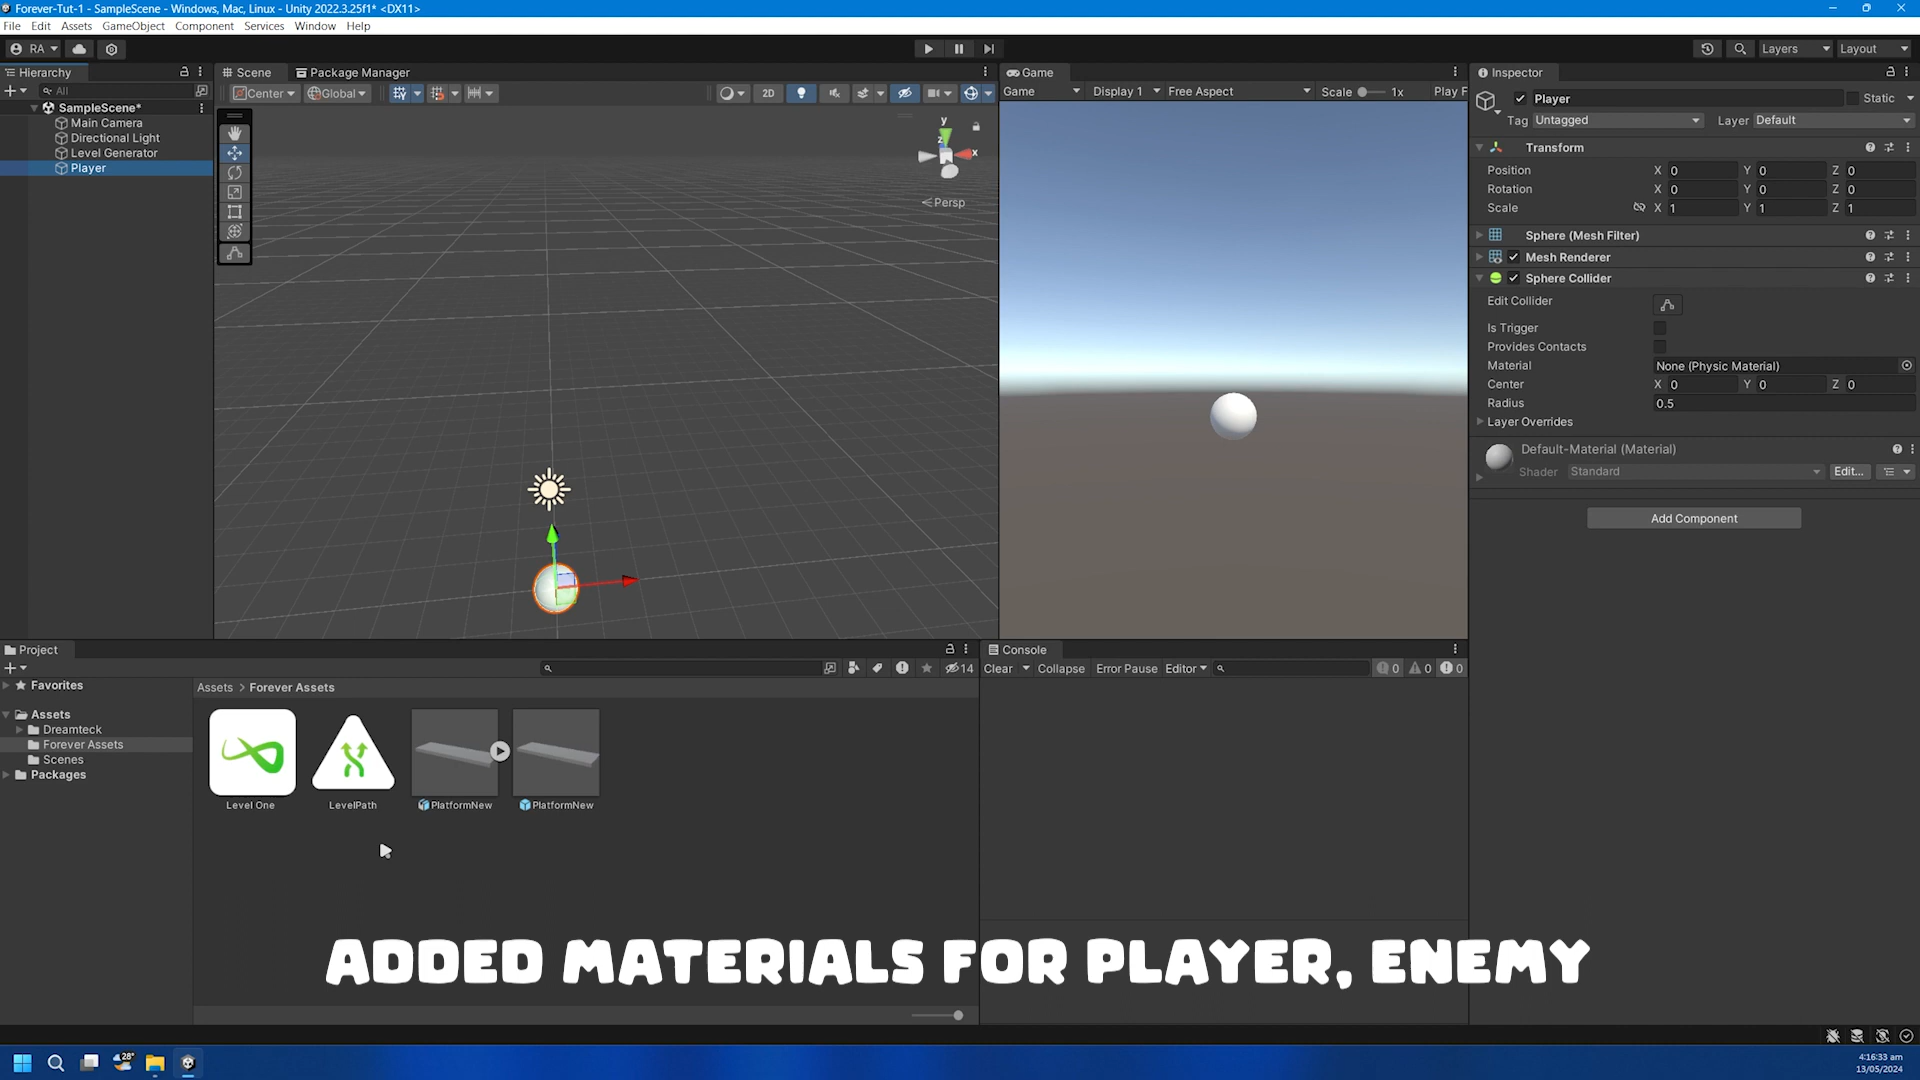 Forever-Tut-1 - SampleScene - Windows, Mac, Linux - Unity 2022.3.25f1* <DX11>
File Edit Assets GameObject Component Services Window Help
RA
Layers
Layout
Hierarchy
All
SampleScene*
Main Camera
Directional Light
Level Generator
Player
Scene
Package Manager
Center
Global
2D
y
z
x
Persp
Game
Game
Display 1
Free Aspect
Scale
1x
Play F
Inspector
Player
Static
Tag
Untagged
Layer
Default
Transform
Position X 0 Y 0 Z 0
Rotation X 0 Y 0 Z 0
Scale X 1 Y 1 Z 1
Sphere (Mesh Filter)
Mesh Renderer
Sphere Collider
Edit Collider
Is Trigger
Provides Contacts
Material None (Physic Material)
Center X 0 Y 0 Z 0
Radius 0.5
Layer Overrides
Default-Material (Material)
Shader Standard
Edit...
Add Component
Project
14
Favorites
Assets
Dreamteck
Forever Assets
Scenes
Packages
Assets > Forever Assets
Level One
LevelPath
PlatformNew
PlatformNew
Console
Clear
Collapse
Error Pause
Editor
0
0
0
ADDED MATERIALS FOR PLAYER, ENEMY
28°
4:16:33 am
13/05/2024